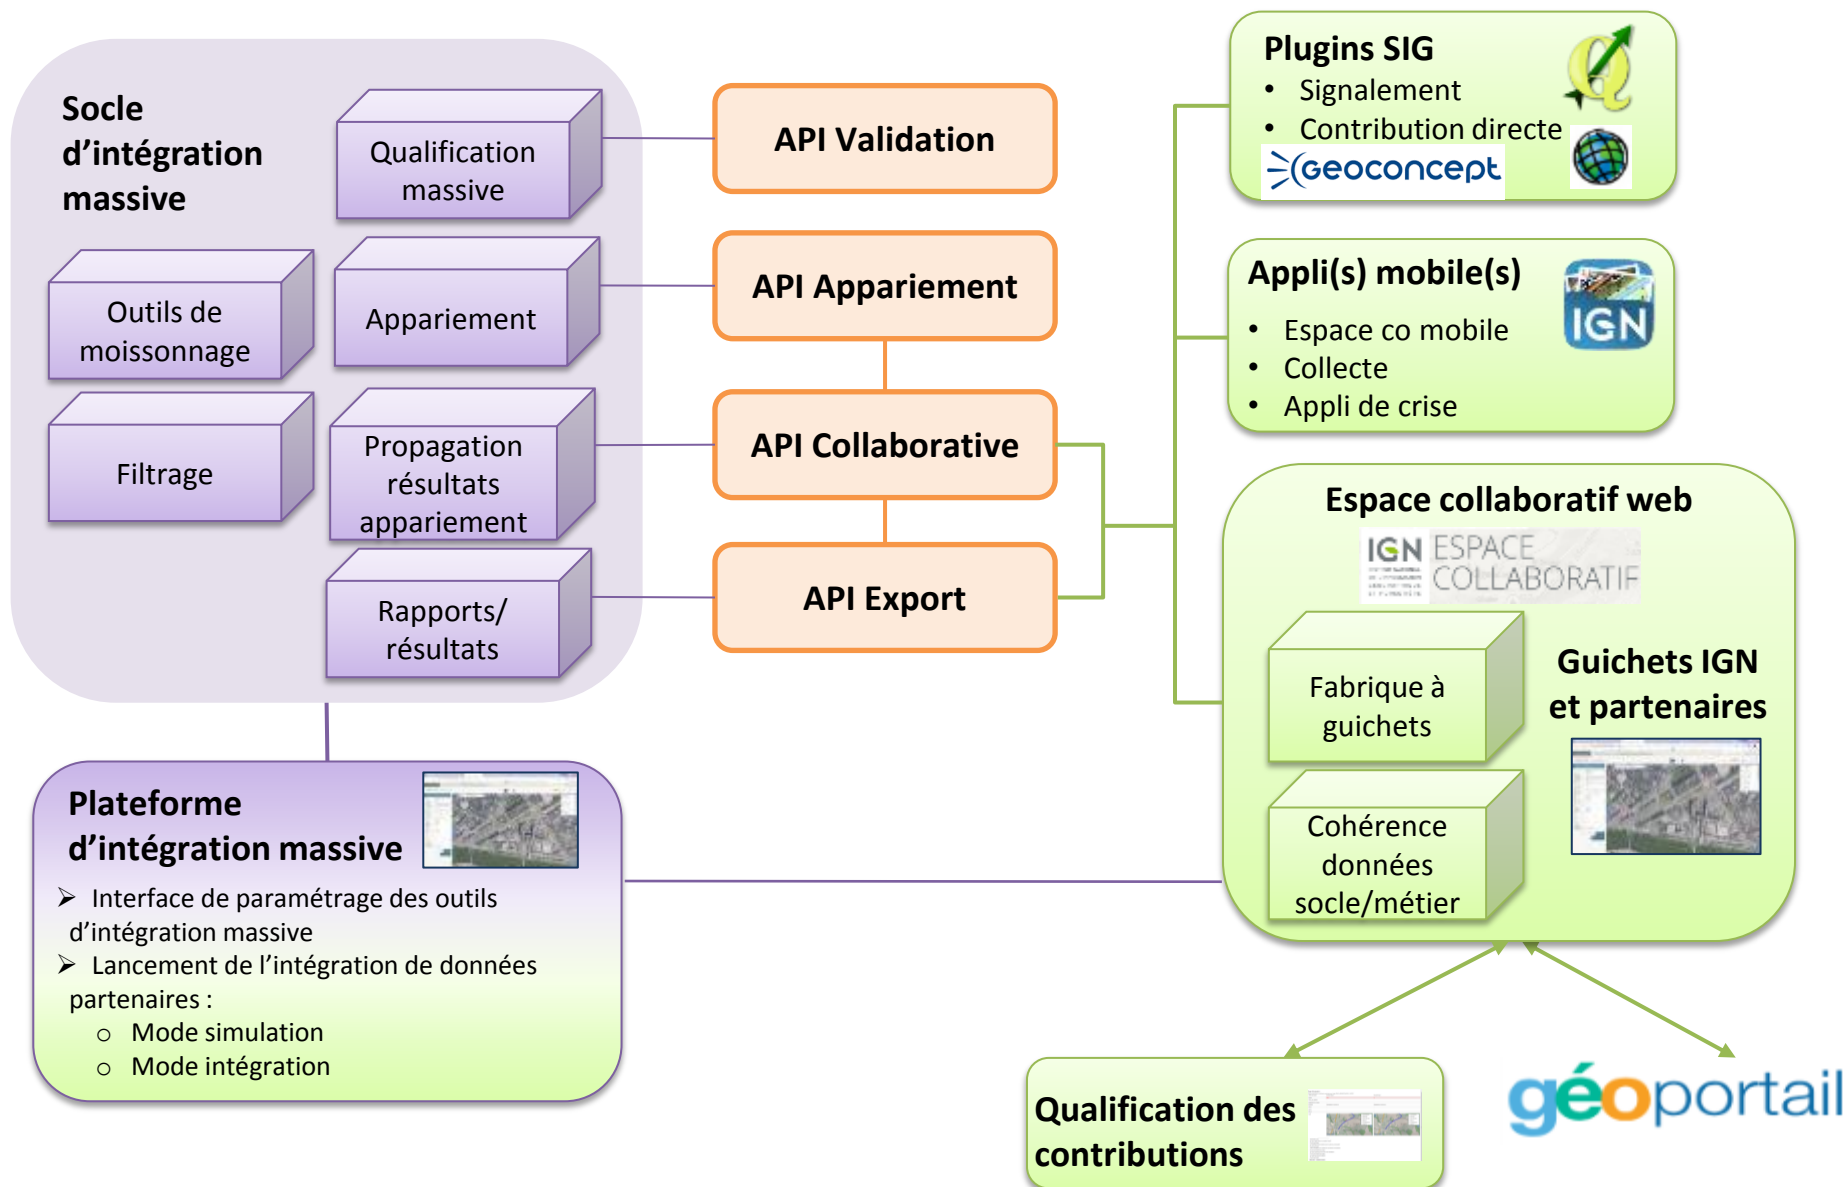 Socle
d'intégration
massive
Qualification
massive
Outils de
moissonnage
Appariement
Filtrage
Propagation
résultats
appariement
Rapports/
résultats
API Validation
API Appariement
API Collaborative
API Export
Plugins SIG
• Signalement
• Contribution directe
Geoconcept
Appli(s) mobile(s)
• Espace co mobile
• Collecte
• Appli de crise
IGN
Espace collaboratif web
IGN ESPACE
COLLABORATIF
Fabrique à
guichets
Guichets IGN
et partenaires
Cohérence
données
socle/métier
Plateforme
d'intégration massive
➢ Interface de paramétrage des outils
d'intégration massive
➢ Lancement de l'intégration de données
partenaires :
o Mode simulation
o Mode intégration
Qualification des
contributions
géoportail